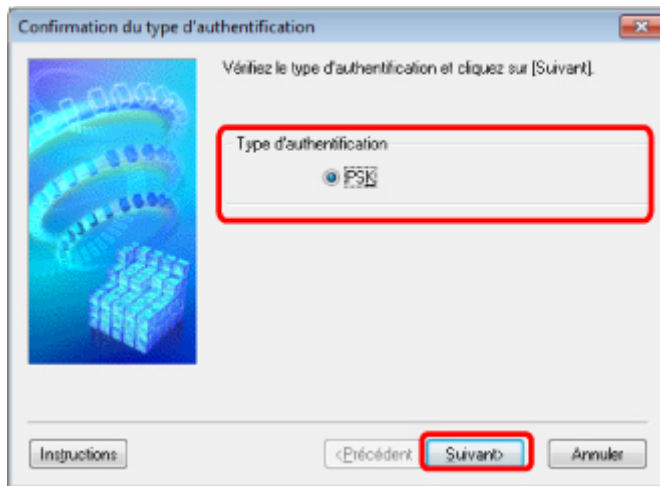 Confirmation du type d'authentification
Vérifiez le type d'authentification et cliquez sur [Suivant].
Type d'authentification
PSK
Instructions
<Précédent
Suivant>
Annuler